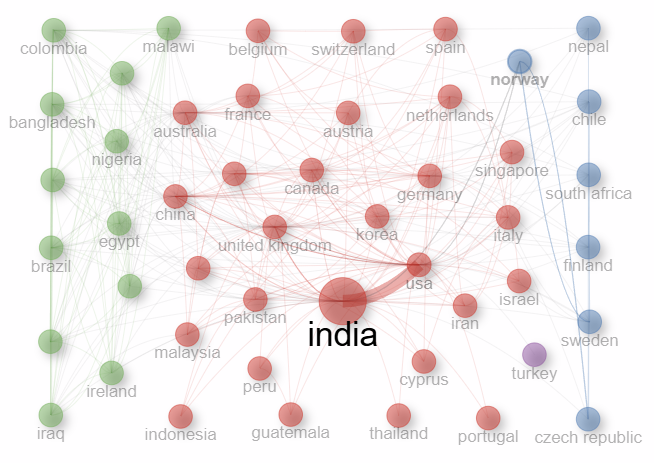 colombia
malawi
belgium
switzerland
spain
nepal
norway
bangladesh
australia
france
austria
netherlands
chile
nigeria
singapore
canada
germany
south africa
china
egypt
united kingdom
korea
italy
brazil
finland
usa
israel
pakistan
iran
india
sweden
malaysia
turkey
peru
cyprus
ireland
iraq
indonesia
guatemala
thailand
portugal
czech republic